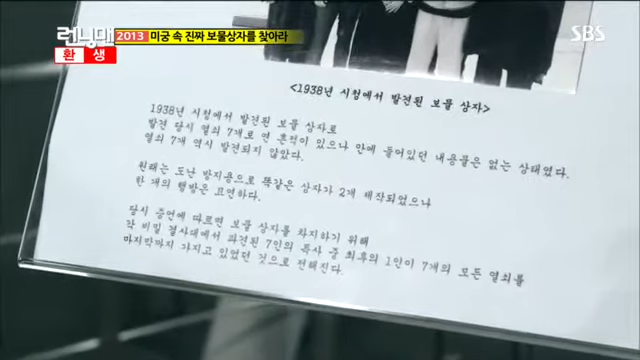 런닝맨 2013 미궁 속 진짜 보물상자를 찾아라
환 생
SBS
<1938년 시청에서 발견된 보물 상자>
1938년 시청에서 발견된 보물 상자로
발견 당시 열쇠 7개로 연 흔적이 있으나 안에 들어있던 내용물은 없는 상태였다.
열쇠 7개 역시 발견되지 않았다.
원래는 도난 방지용으로 똑같은 상자가 2개 제작되었으나
한 개의 행방은 묘연하다.
당시 증언에 따르면 보물 상자를 차지하기 위해
각 비밀 결사대에서 파견된 7인의 특사 중 최후의 1인이 7개의 모든 열쇠를
마지막까지 가지고 있었던 것으로 전해진다.